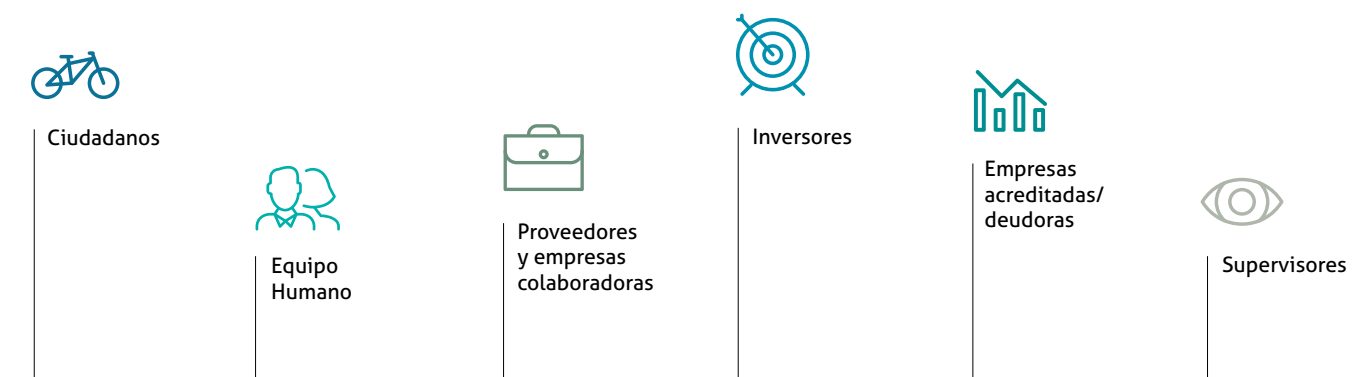 Ciudadanos
Equipo
Humano
Proveedores
y empresas
colaboradoras
Inversores
Empresas
acreditadas/
deudoras
Supervisores